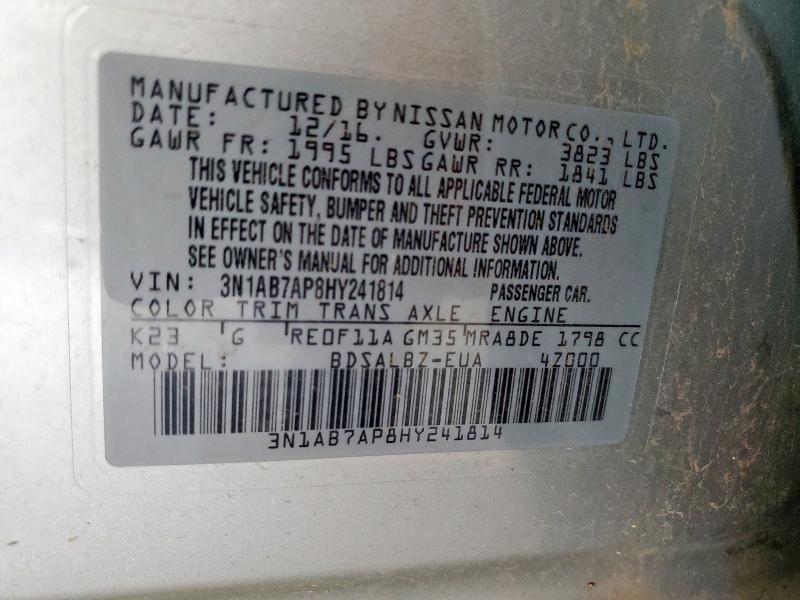 MANUFACTURED BY NISSAN MOTOR CO., LTD.
DATE: 12/16. GVWR: 3823 LBS
GAWR FR: 1995 LBS GAWR RR: 1841 LBS
THIS VEHICLE CONFORMS TO ALL APPLICABLE FEDERAL MOTOR
VEHICLE SAFETY, BUMPER AND THEFT PREVENTION STANDARDS
IN EFFECT ON THE DATE OF MANUFACTURE SHOWN ABOVE.
SEE OWNER'S MANUAL FOR ADDITIONAL INFORMATION.
VIN: 3N1AB7AP8HY241814 PASSENGER CAR.
COLOR TRIM TRANS AXLE ENGINE
K23 G RE0F11A GM35 MRA8DE 1798 CC
MODEL: BDSALBZ-EUA 4Z000
3N1AB7AP8HY241814